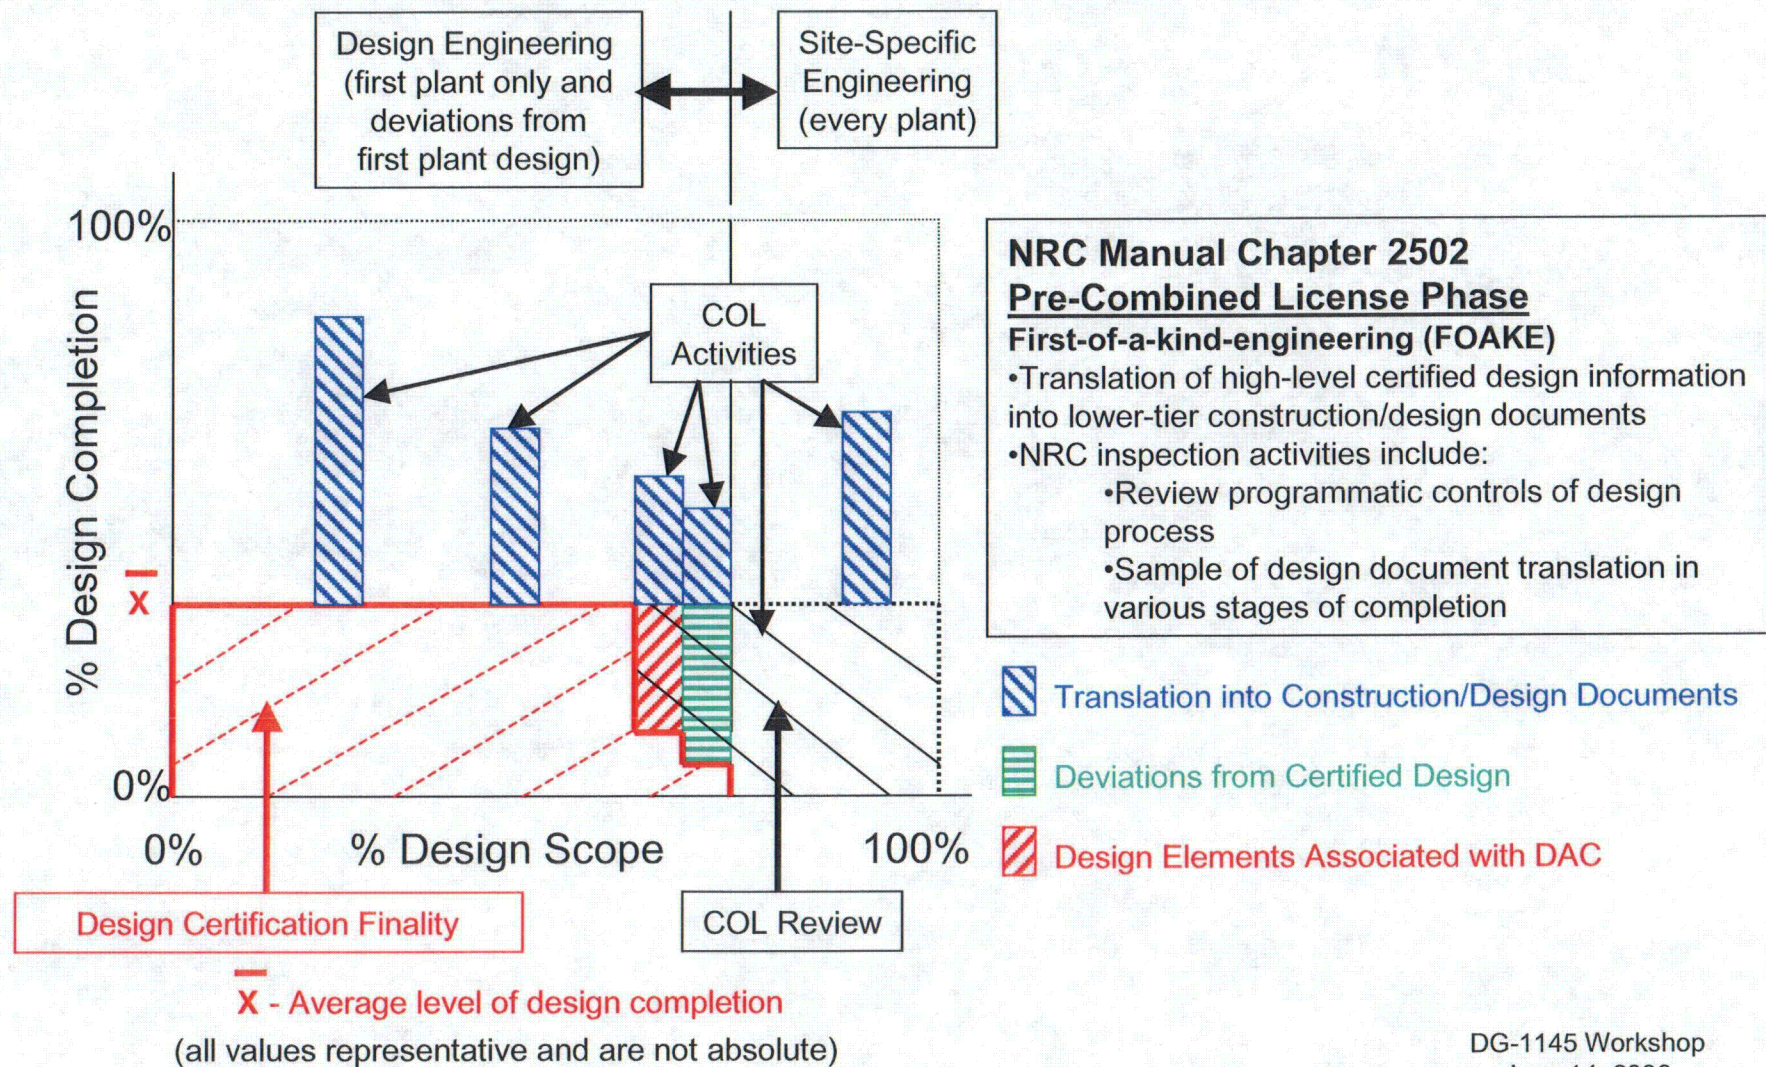 Design Engineering
(first plant only and
deviations from
first plant design)
Site-Specific
Engineering
(every plant)
100%
% Design Completion
X
0%
COL
Activities
NRC Manual Chapter 2502
Pre-Combined License Phase
First-of-a-kind-engineering (FOAKE)
•Translation of high-level certified design information
into lower-tier construction/design documents
•NRC inspection activities include:
•Review programmatic controls of design
process
•Sample of design document translation in
various stages of completion
Translation into Construction/Design Documents
Deviations from Certified Design
Design Elements Associated with DAC
0%
% Design Scope
100%
Design Certification Finality
COL Review
X - Average level of design completion
(all values representative and are not absolute)
DG-1145 Workshop